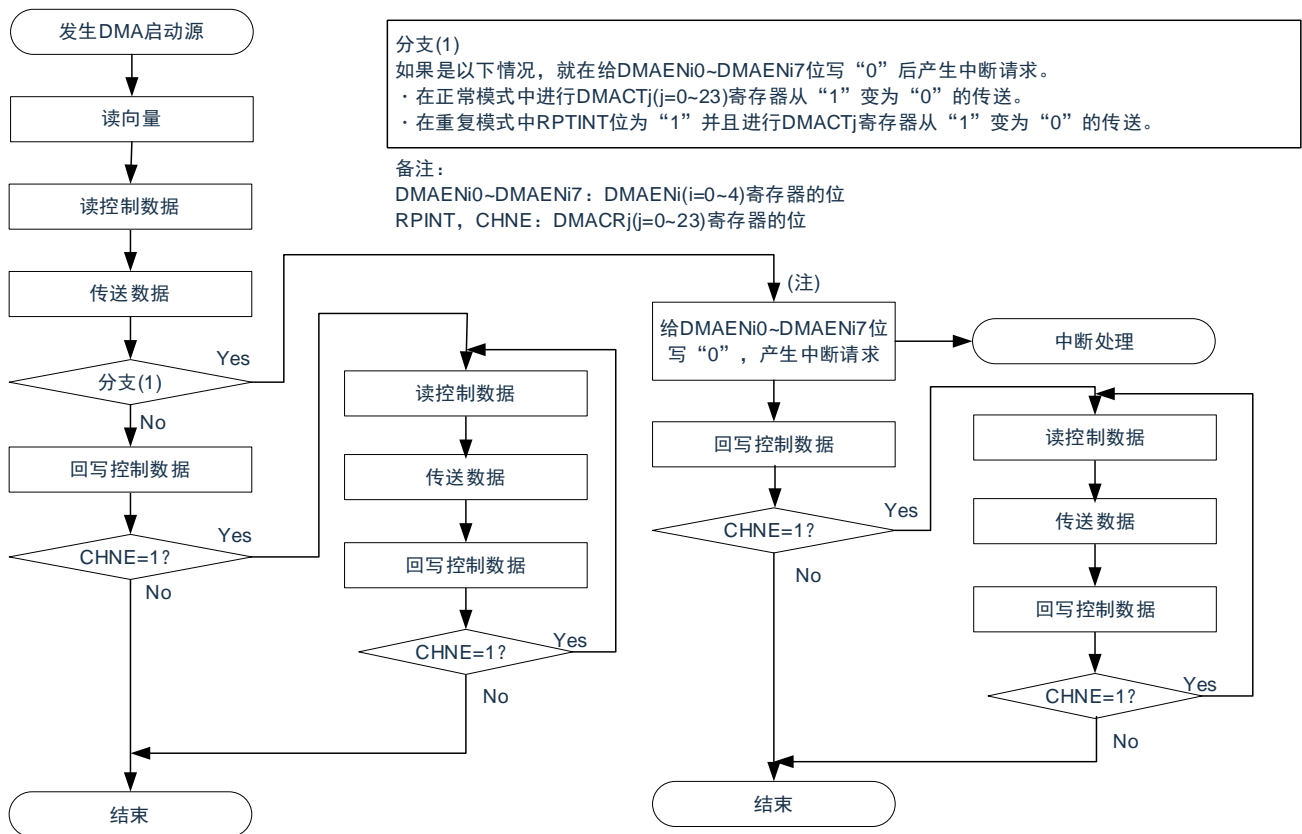 发生DMA启动源
读向量
读控制数据
传送数据
分支(1)
Yes
No
回写控制数据
CHNE=1?
Yes
No
结束
读控制数据
传送数据
回写控制数据
CHNE=1?
Yes
No
分支(1)
如果是以下情况，就在给DMAENi0~DMAENi7位写“0”后产生中断请求。
·在正常模式中进行DMACTj(j=0~23)寄存器从“1”变为“0”的传送。
·在重复模式中RPTINT位为“1”并且进行DMACTj寄存器从“1”变为“0”的传送。
备注：
DMAENi0~DMAENi7：DMAENi(i=0~4)寄存器的位
RPINT，CHNE：DMACRj(j=0~23)寄存器的位
(注)
给DMAENi0~DMAENi7位
写“0”，产生中断请求
中断处理
回写控制数据
CHNE=1?
Yes
No
读控制数据
传送数据
回写控制数据
CHNE=1?
Yes
No
结束